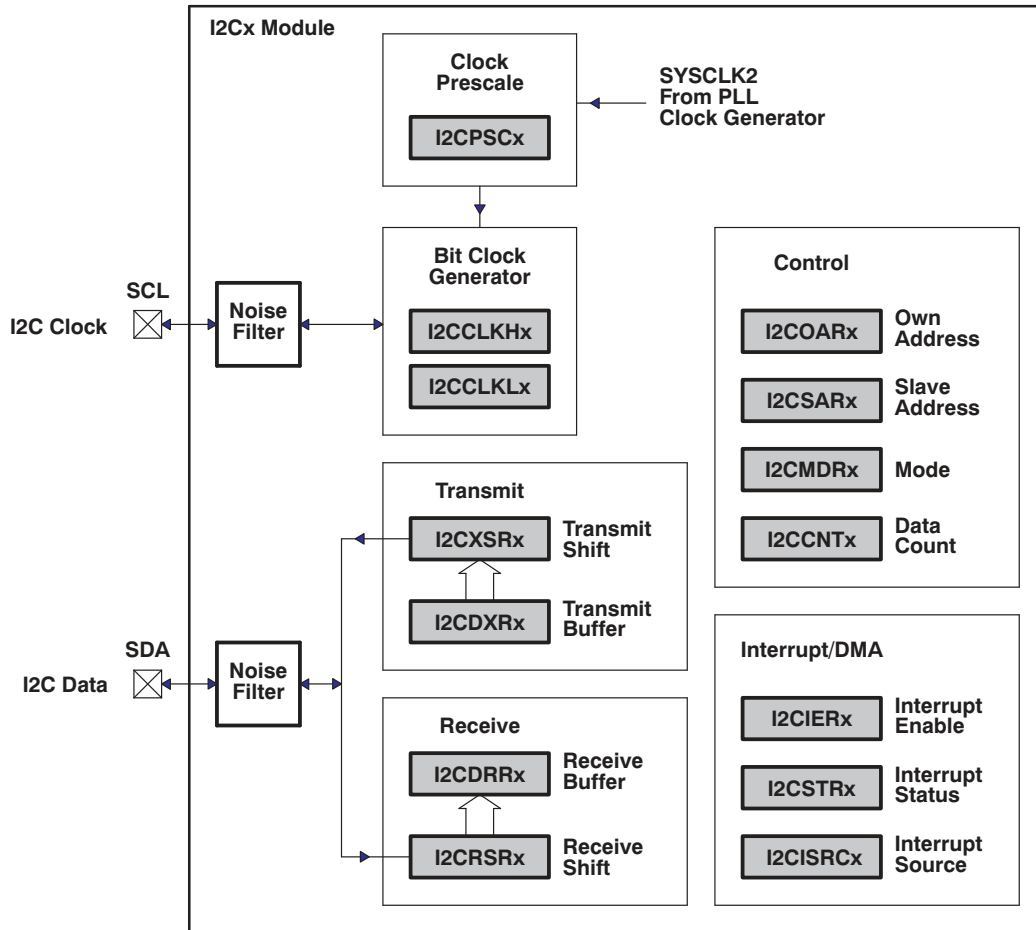 I2Cx Module
Clock
Prescale
I2CPSCx
SYSCLK2
From PLL
Clock Generator
Bit Clock
Generator
I2CCLKHx
I2CCLKLx
SCL
I2C Clock
Noise
Filter
Control
I2COARx
Own
Address
I2CSARx
Slave
Address
I2CMDRx
Mode
I2CCNTx
Data
Count
Transmit
I2CXSRx
Transmit
Shift
I2CDXRx
Transmit
Buffer
SDA
I2C Data
Noise
Filter
Receive
I2CDRRx
Receive
Buffer
I2CRSRx
Receive
Shift
Interrupt/DMA
I2CIERx
Interrupt
Enable
I2CSTRx
Interrupt
Status
I2CISRCx
Interrupt
Source